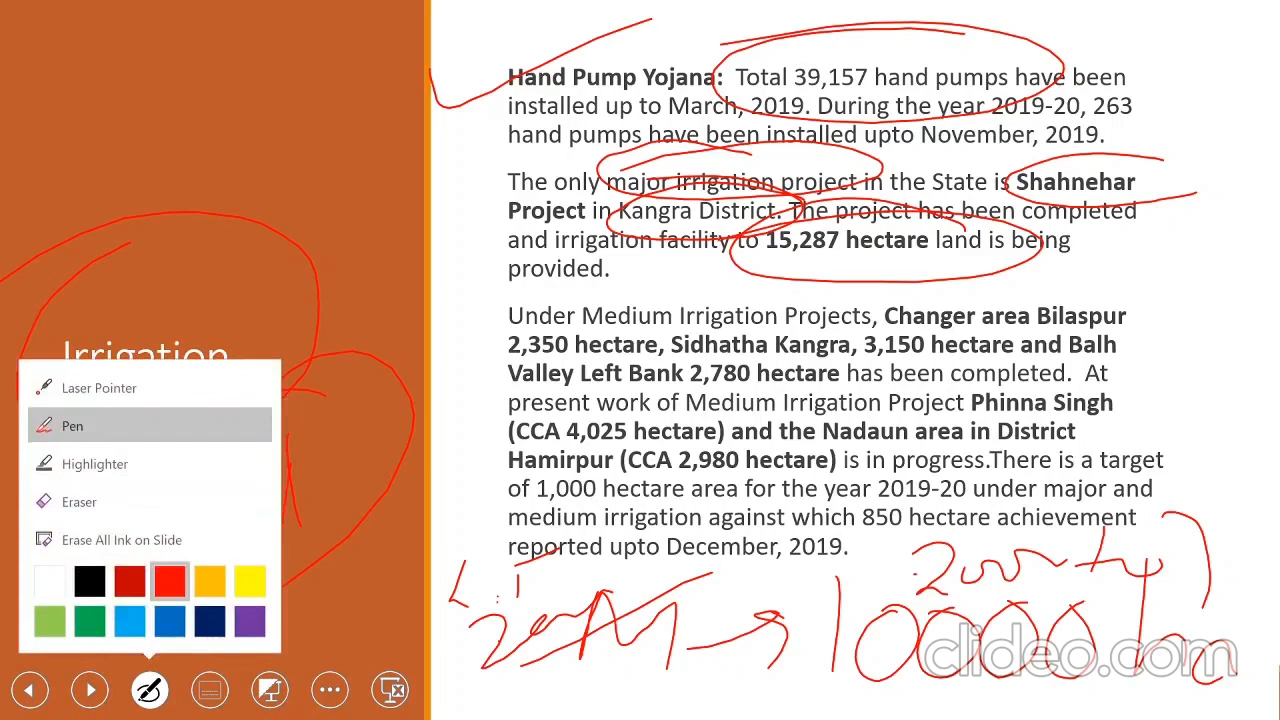 Hand Pump Yojana: Total 39,157 hand pumps have been
installed up to March, 2019. During the year 2019-20, 263
hand pumps have been installed upto November, 2019.
The only major irrigation project in the State is Shahnehar
Project in Kangra District. The project has been completed
and irrigation facility to 15,287 hectare land is being
provided.
Under Medium Irrigation Projects, Changer area Bilaspur
2,350 hectare, Sidhatha Kangra, 3,150 hectare and Balh
Valley Left Bank 2,780 hectare has been completed. At
present work of Medium Irrigation Project Phinna Singh
(CCA 4,025 hectare) and the Nadaun area in District
Hamirpur (CCA 2,980 hectare) is in progress.There is a target
of 1,000 hectare area for the year 2019-20 under major and
medium irrigation against which 850 hectare achievement
reported upto December, 2019.
Irrigation
Laser Pointer
Pen
Highlighter
Eraser
Erase All Ink on Slide
10000 ha
clideo.com